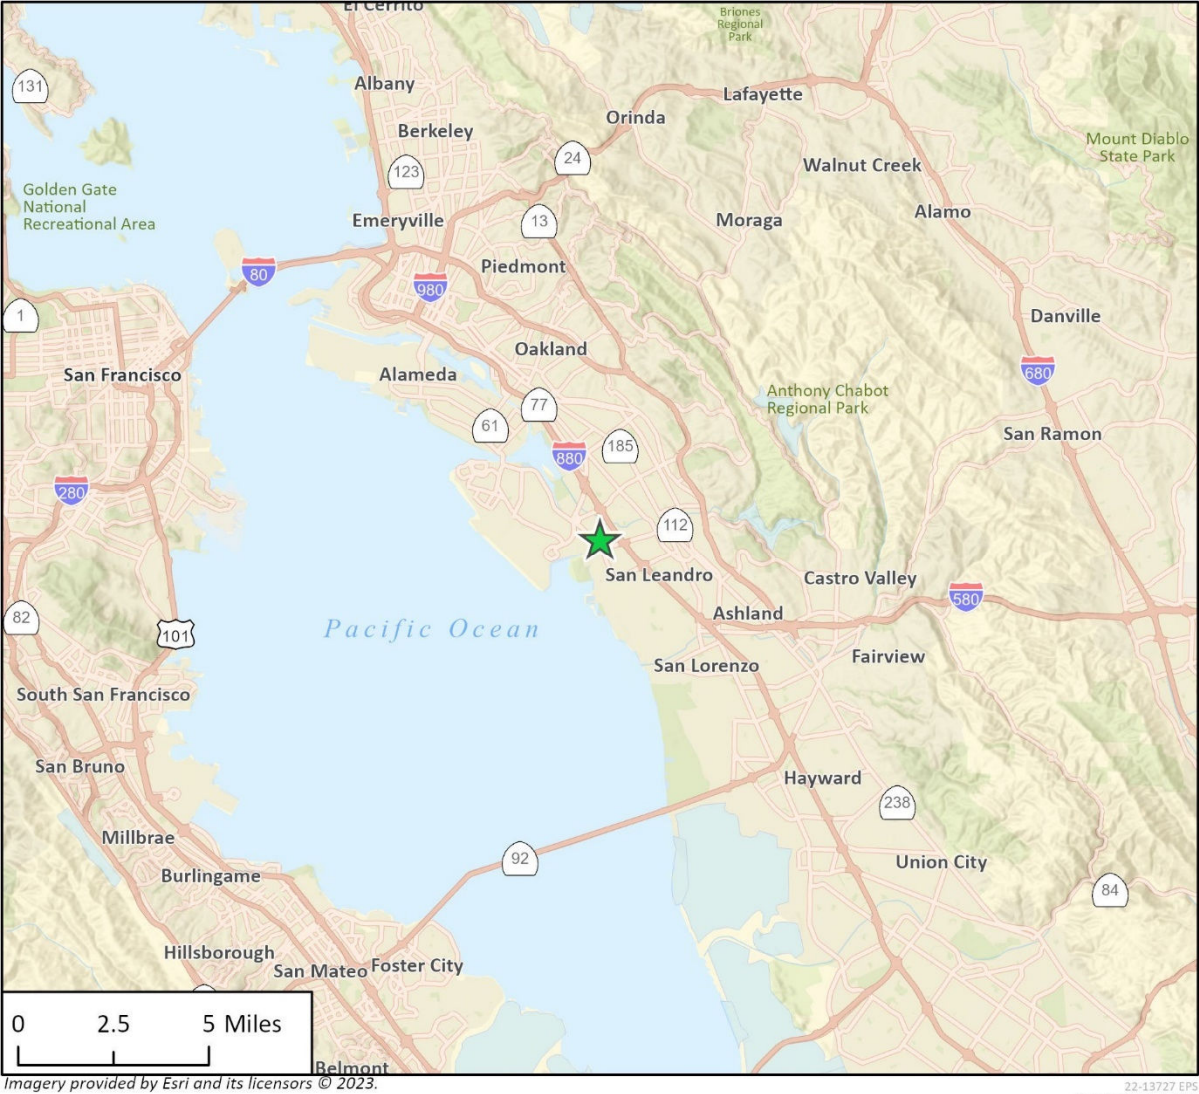 El Cerrito
Briones
Regional
Park
131
Albany
Lafayette
Orinda
Berkeley
Mount Diablo
State Park
24
123
Walnut Creek
Golden Gate
National
Recreational Area
Emeryville
13
Moraga
Alamo
80
Piedmont
980
1
Danville
Oakland
San Francisco
Alameda
680
Anthony Chabot
Regional Park
77
61
185
San Ramon
880
280
112
San Leandro
Castro Valley
580
82
Ashland
101
Pacific Ocean
San Lorenzo
Fairview
South San Francisco
San Bruno
Hayward
238
Millbrae
92
Union City
Burlingame
84
Hillsborough
San Mateo
Foster City
0 2.5 5 Miles
Belmont
Imagery provided by Esri and its licensors © 2023.
22-13727 EPS